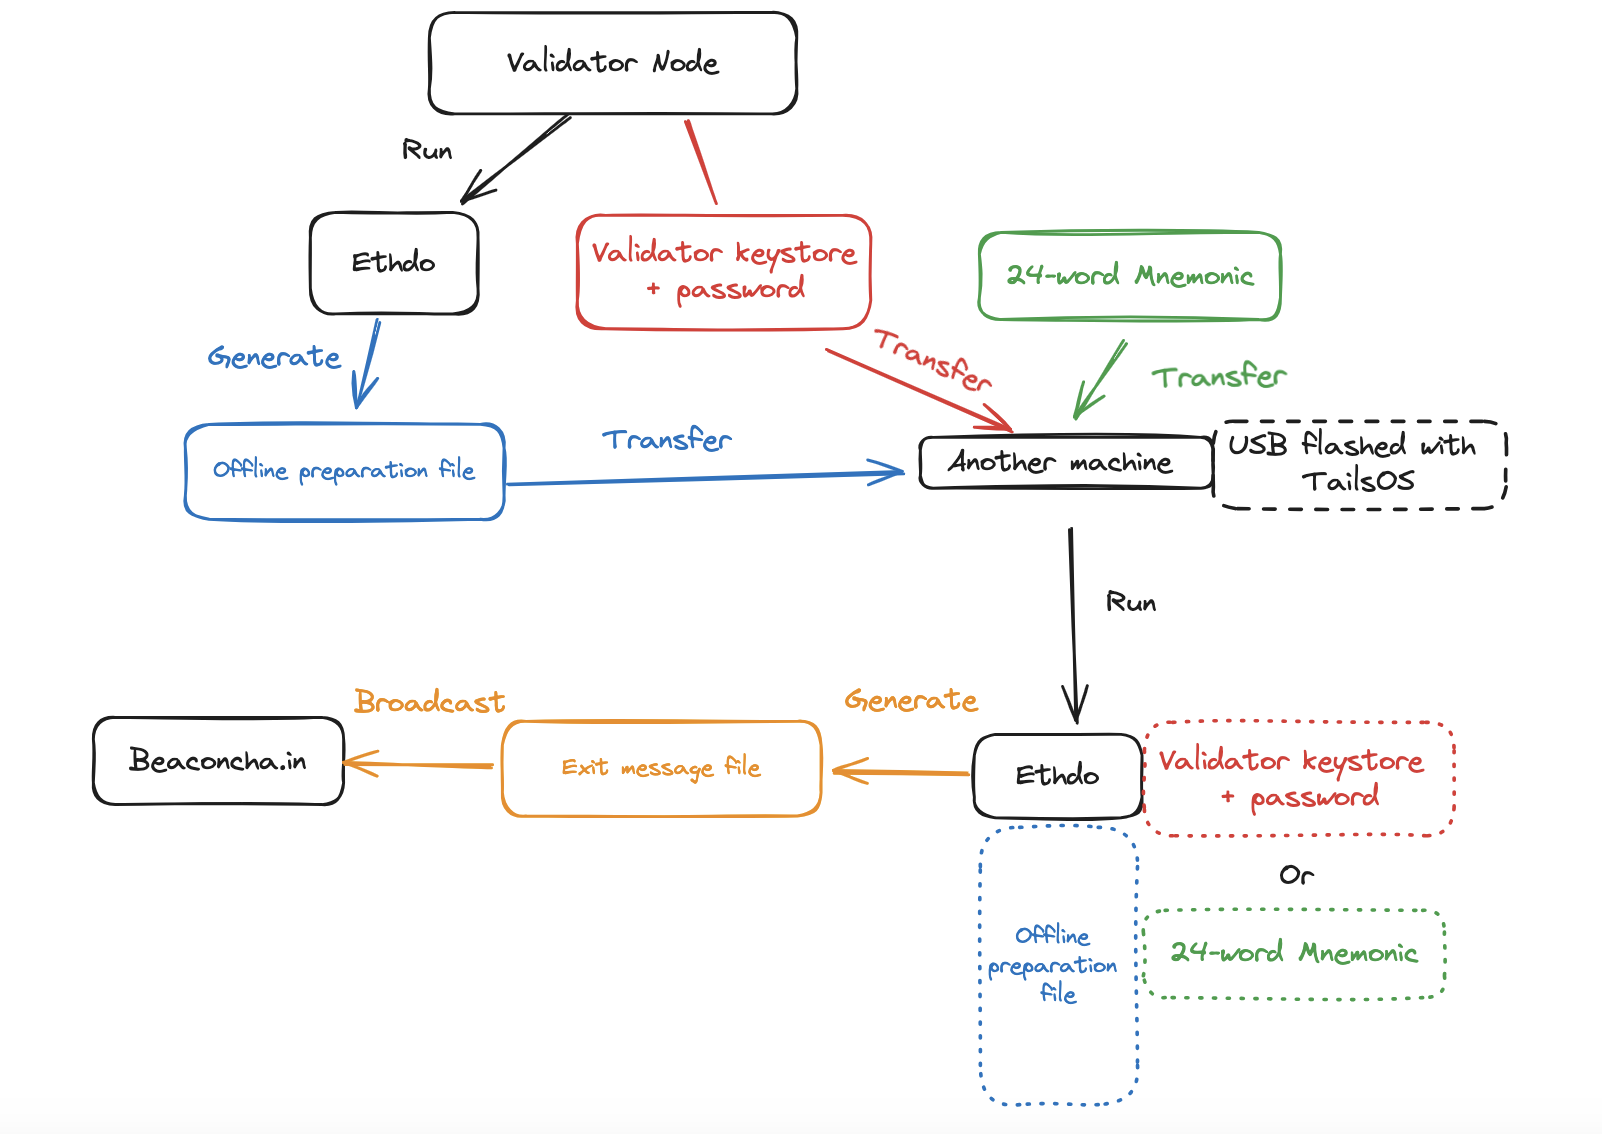 Validator Node
Run
Ethdo
Validator keystore
+ password
24-word Mnemonic
Generate
Transfer
Transfer
Offline preparation file
Transfer
Another machine
USB flashed with
TailsOS
Run
Broadcast
Generate
Beaconcha.in
Exit message file
Ethdo
Validator keystore
+ password
Or
Offline
preparation
file
24-word Mnemonic